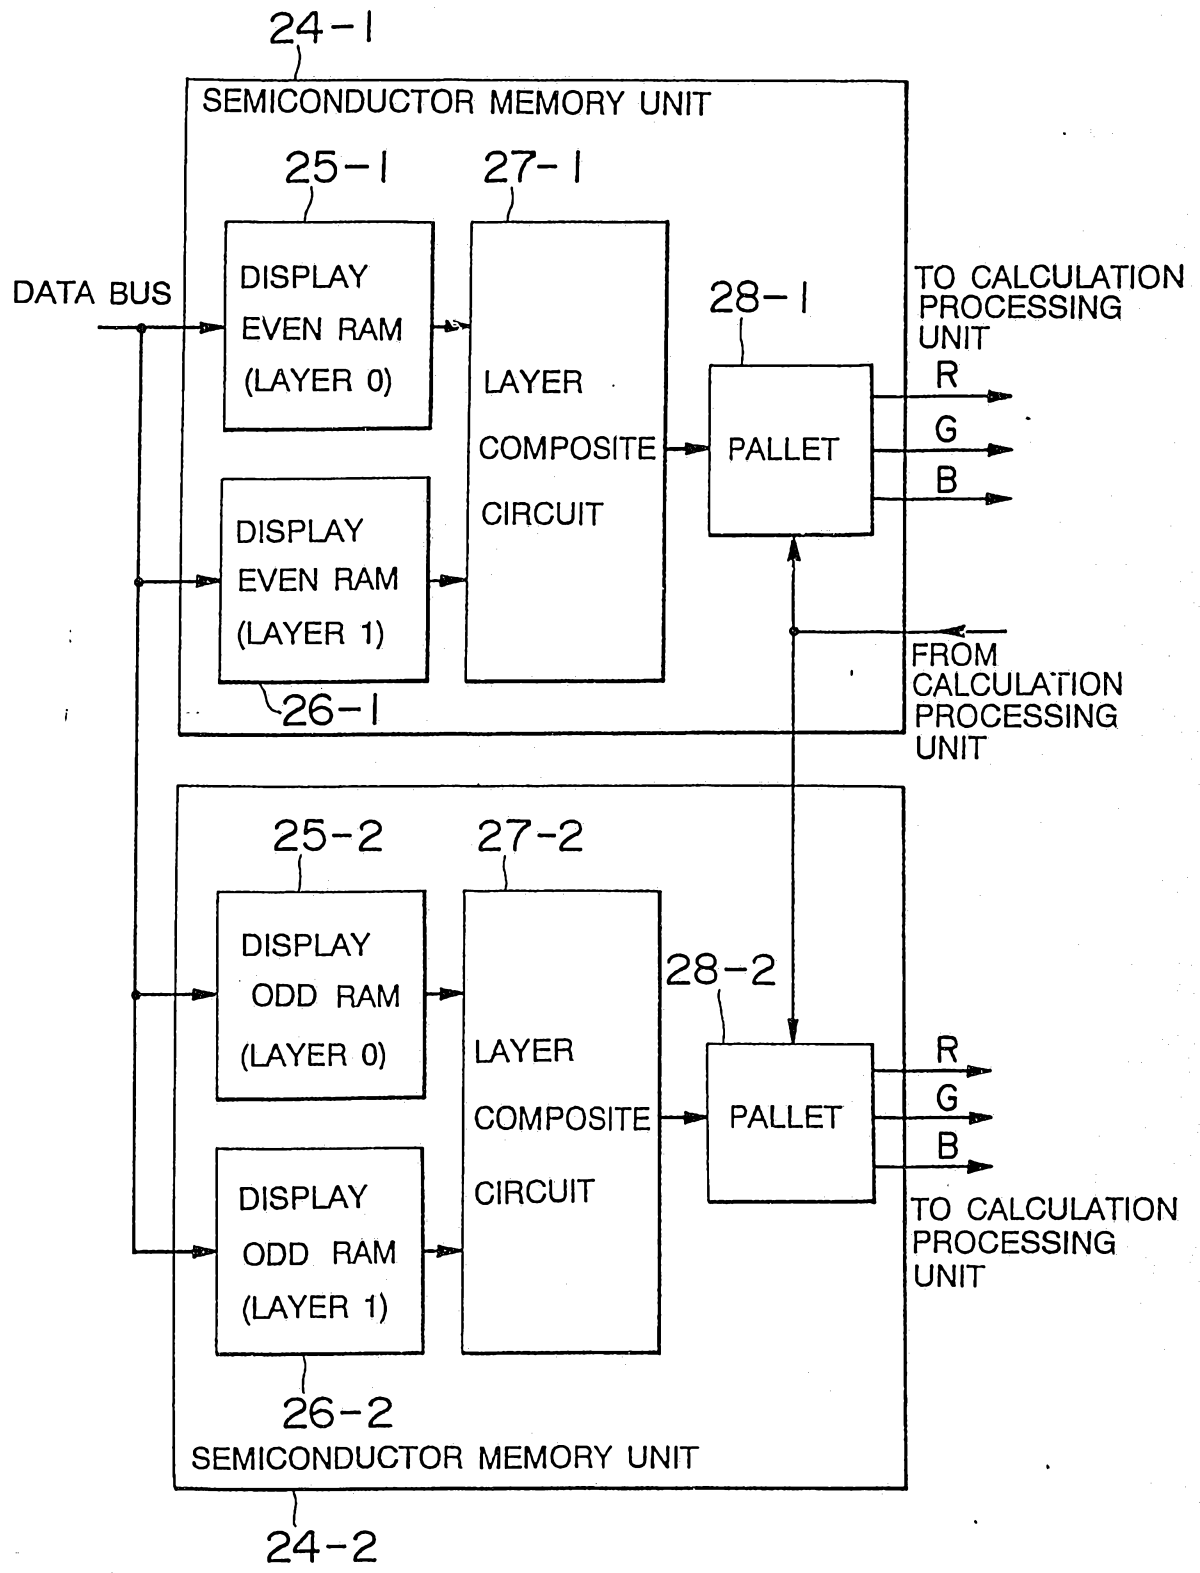 24-1
SEMICONDUCTOR MEMORY UNIT
25-1
27-1
DATA BUS
DISPLAY
EVEN RAM
(LAYER 0)
LAYER
COMPOSITE
CIRCUIT
28-1
PALLET
TO CALCULATION
PROCESSING
UNIT
R
G
B
DISPLAY
EVEN RAM
(LAYER 1)
26-1
FROM
CALCULATION
PROCESSING
UNIT
25-2
27-2
DISPLAY
ODD RAM
(LAYER 0)
LAYER
COMPOSITE
CIRCUIT
28-2
PALLET
R
G
B
TO CALCULATION
PROCESSING
UNIT
DISPLAY
ODD RAM
(LAYER 1)
26-2
SEMICONDUCTOR MEMORY UNIT
24-2